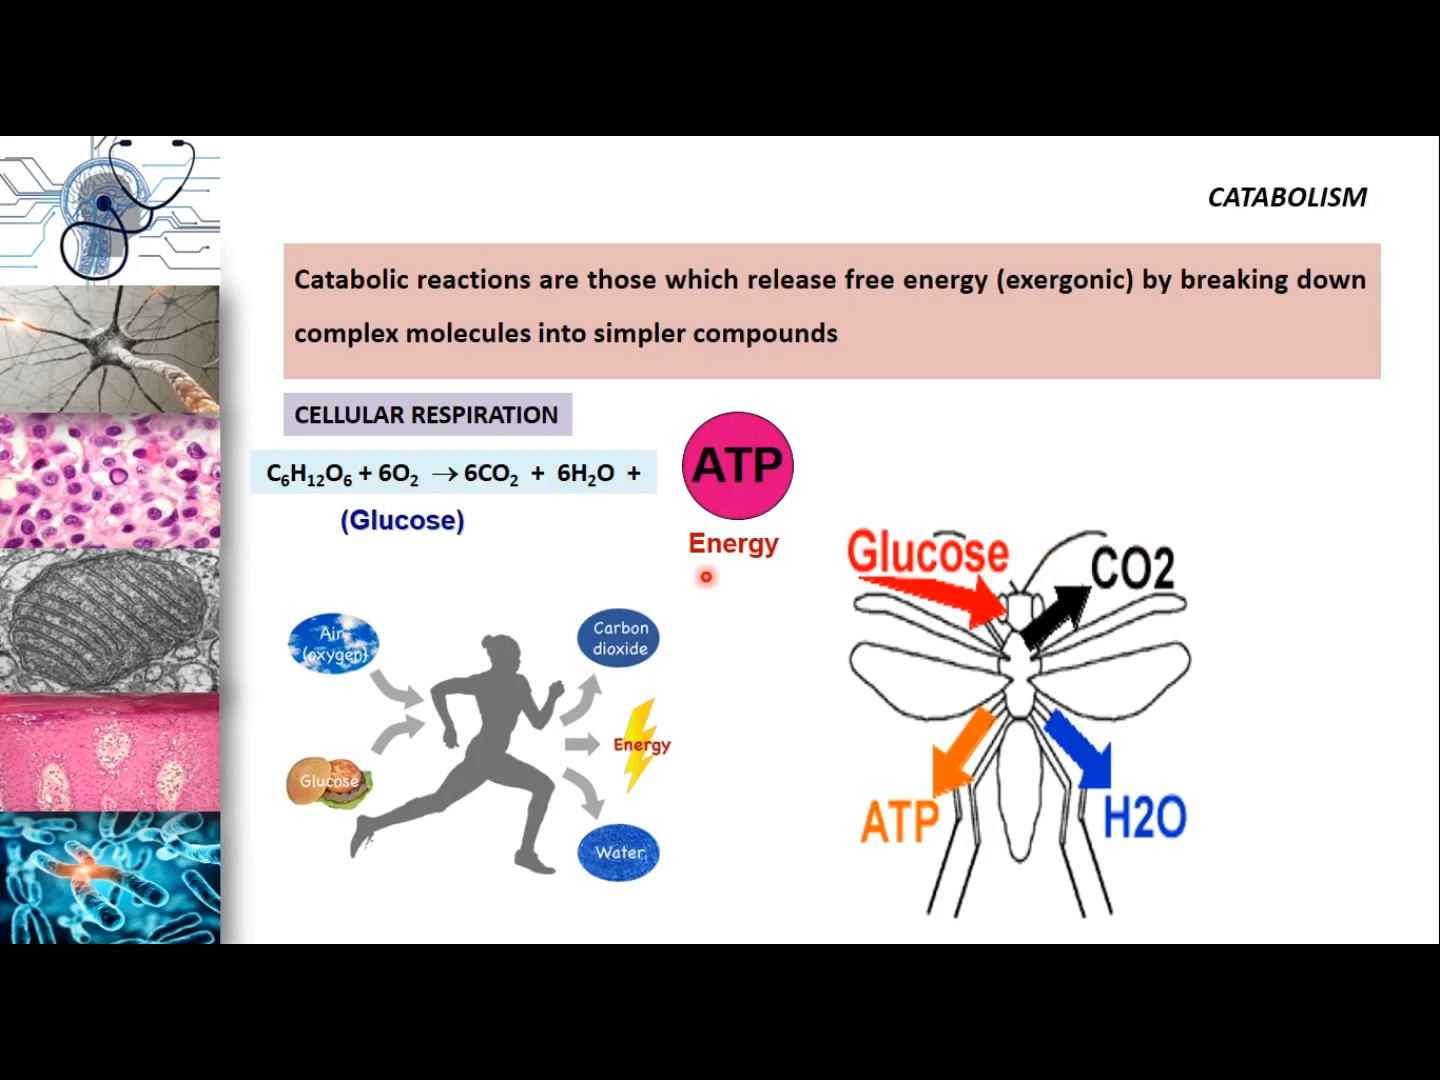 CATABOLISM
Catabolic reactions are those which release free energy (exergonic) by breaking down
complex molecules into simpler compounds
CELLULAR RESPIRATION
C₆H₁₂O₆ + 6O₂ → 6CO₂ + 6H₂O +
ATP
(Glucose)
Energy
Air
(oxygen)
Glucose
Carbon
dioxide
Energy
Water
Glucose
CO2
ATP
H2O